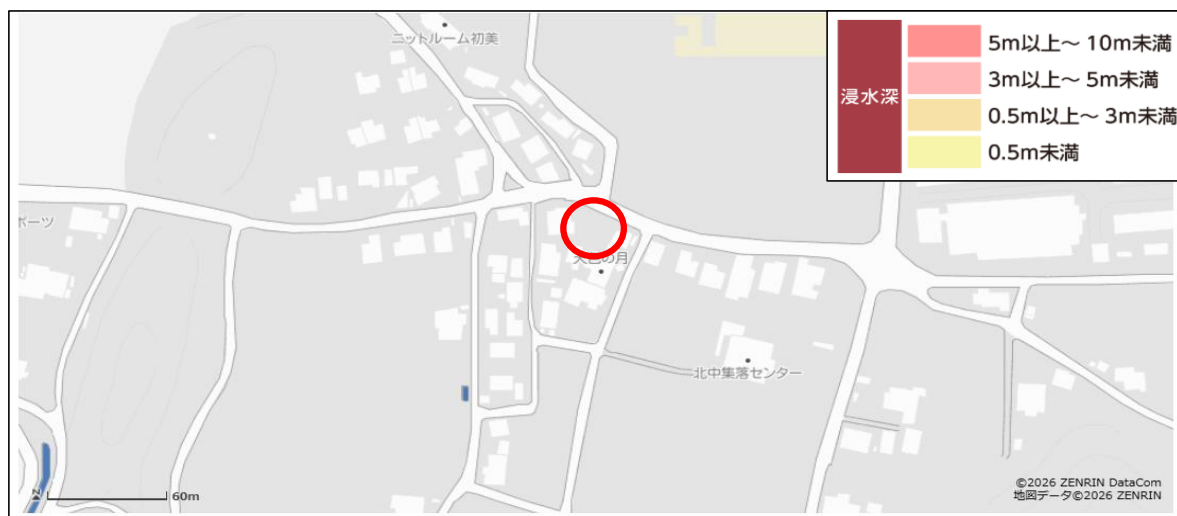 ニットルーム初美
5m以上～ 10m未満
3m以上～ 5m未満
浸水深
0.5m以上～ 3m未満
0.5m未満
ポーツ
の月
北中集落センター
60m
©2026 ZENRIN DataCom
地図データ©2026 ZENRIN